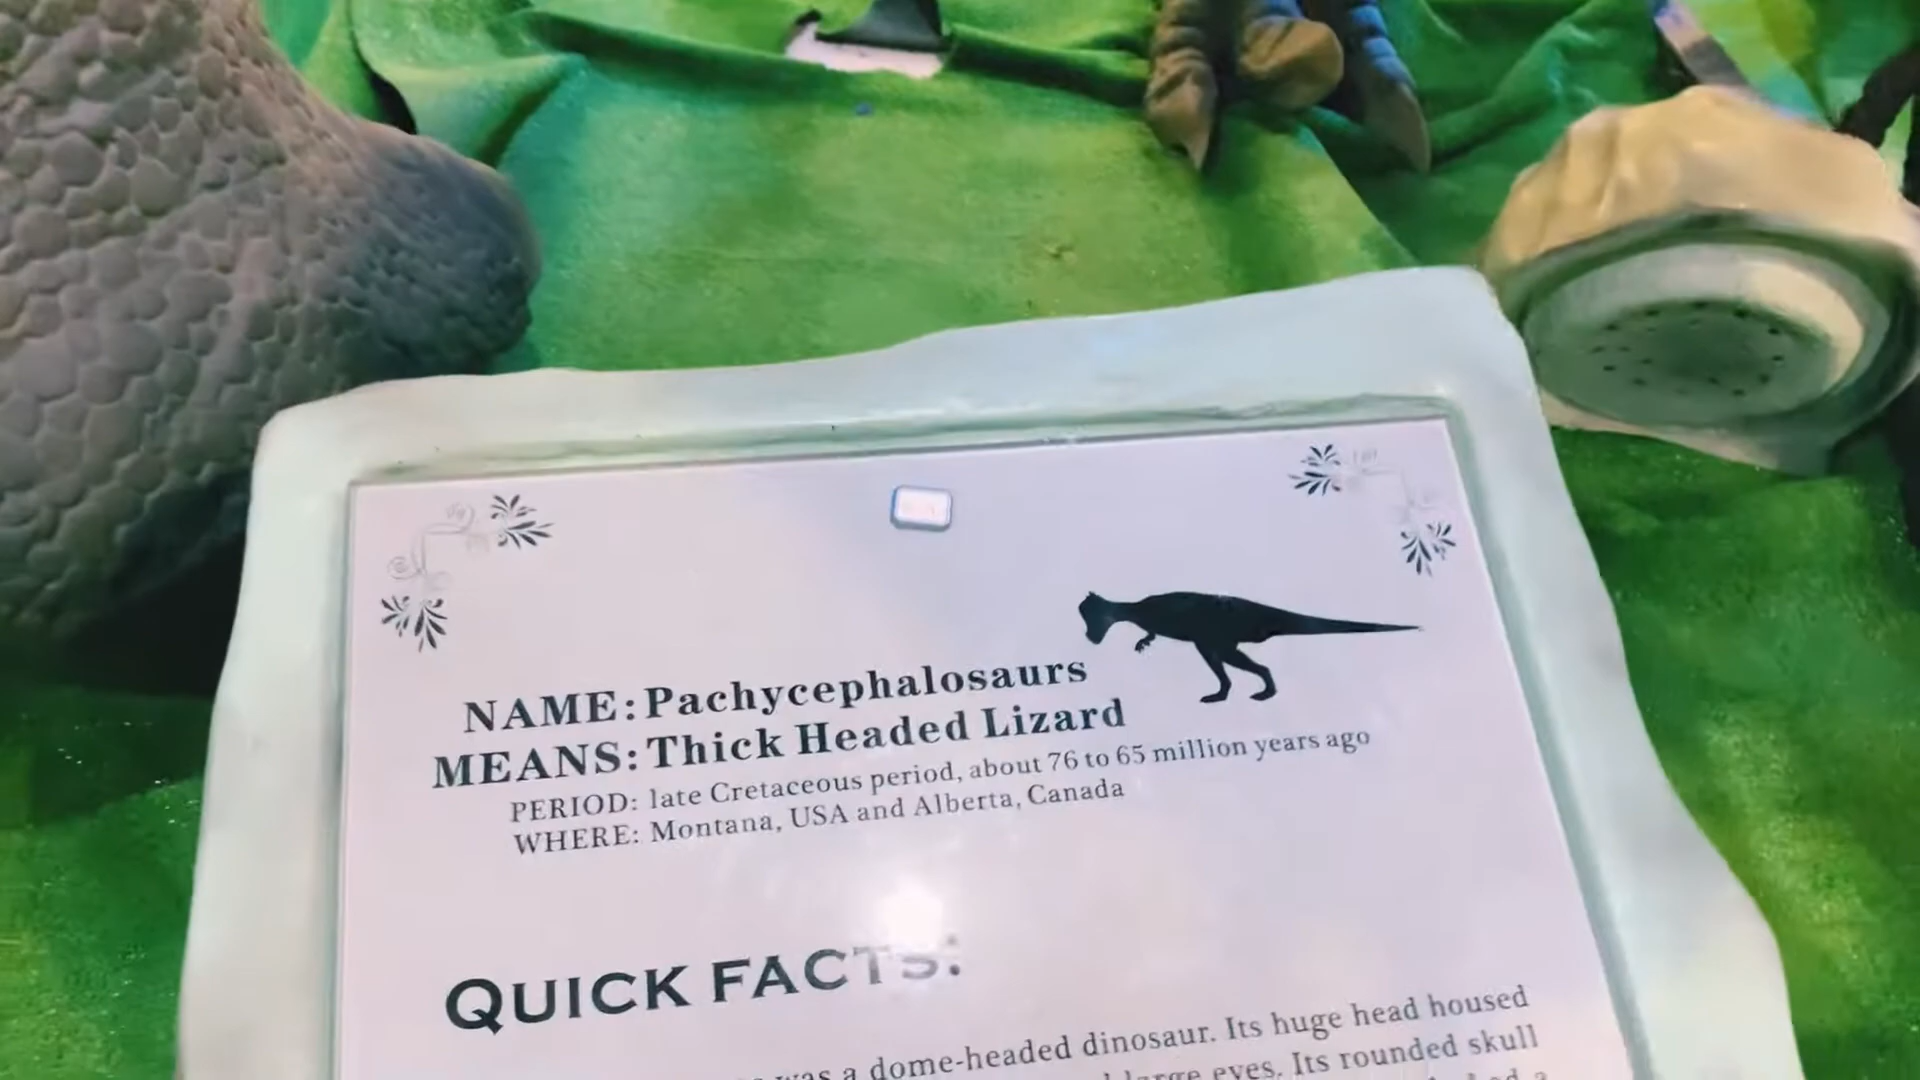 NAME: Pachycephalosaurs
MEANS: Thick Headed Lizard
PERIOD: late Cretaceous period, about 76 to 65 million years ago
WHERE: Montana, USA and Alberta, Canada
QUICK FACTS:
was a dome-headed dinosaur. Its huge head housed
large eyes. Its rounded skull